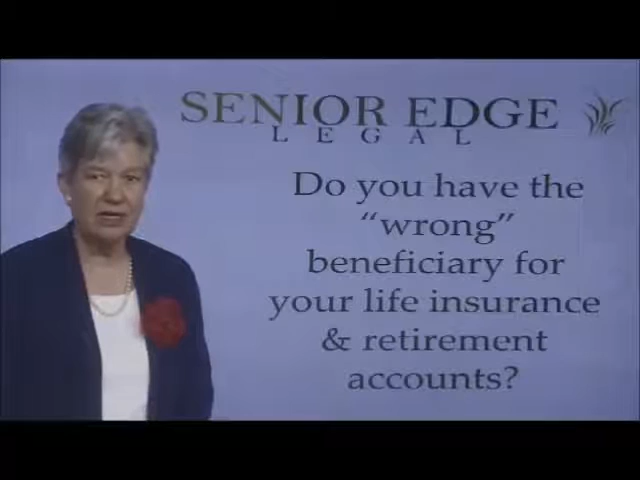 SENIOR EDGE
LEGAL
Do you have the
“wrong”
beneficiary for
your life insurance
& retirement
accounts?